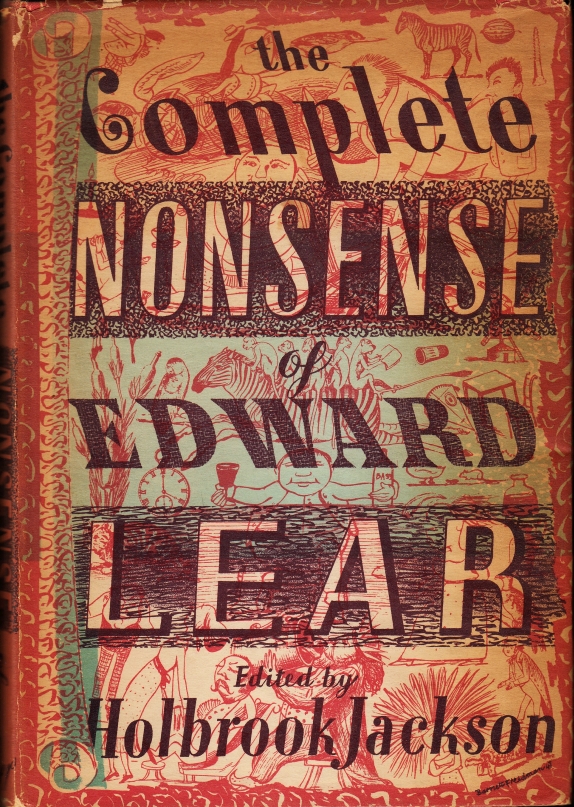 the
Complete
NONSENSE
of
EDWARD
LEAR
Edited by
Holbrook Jackson